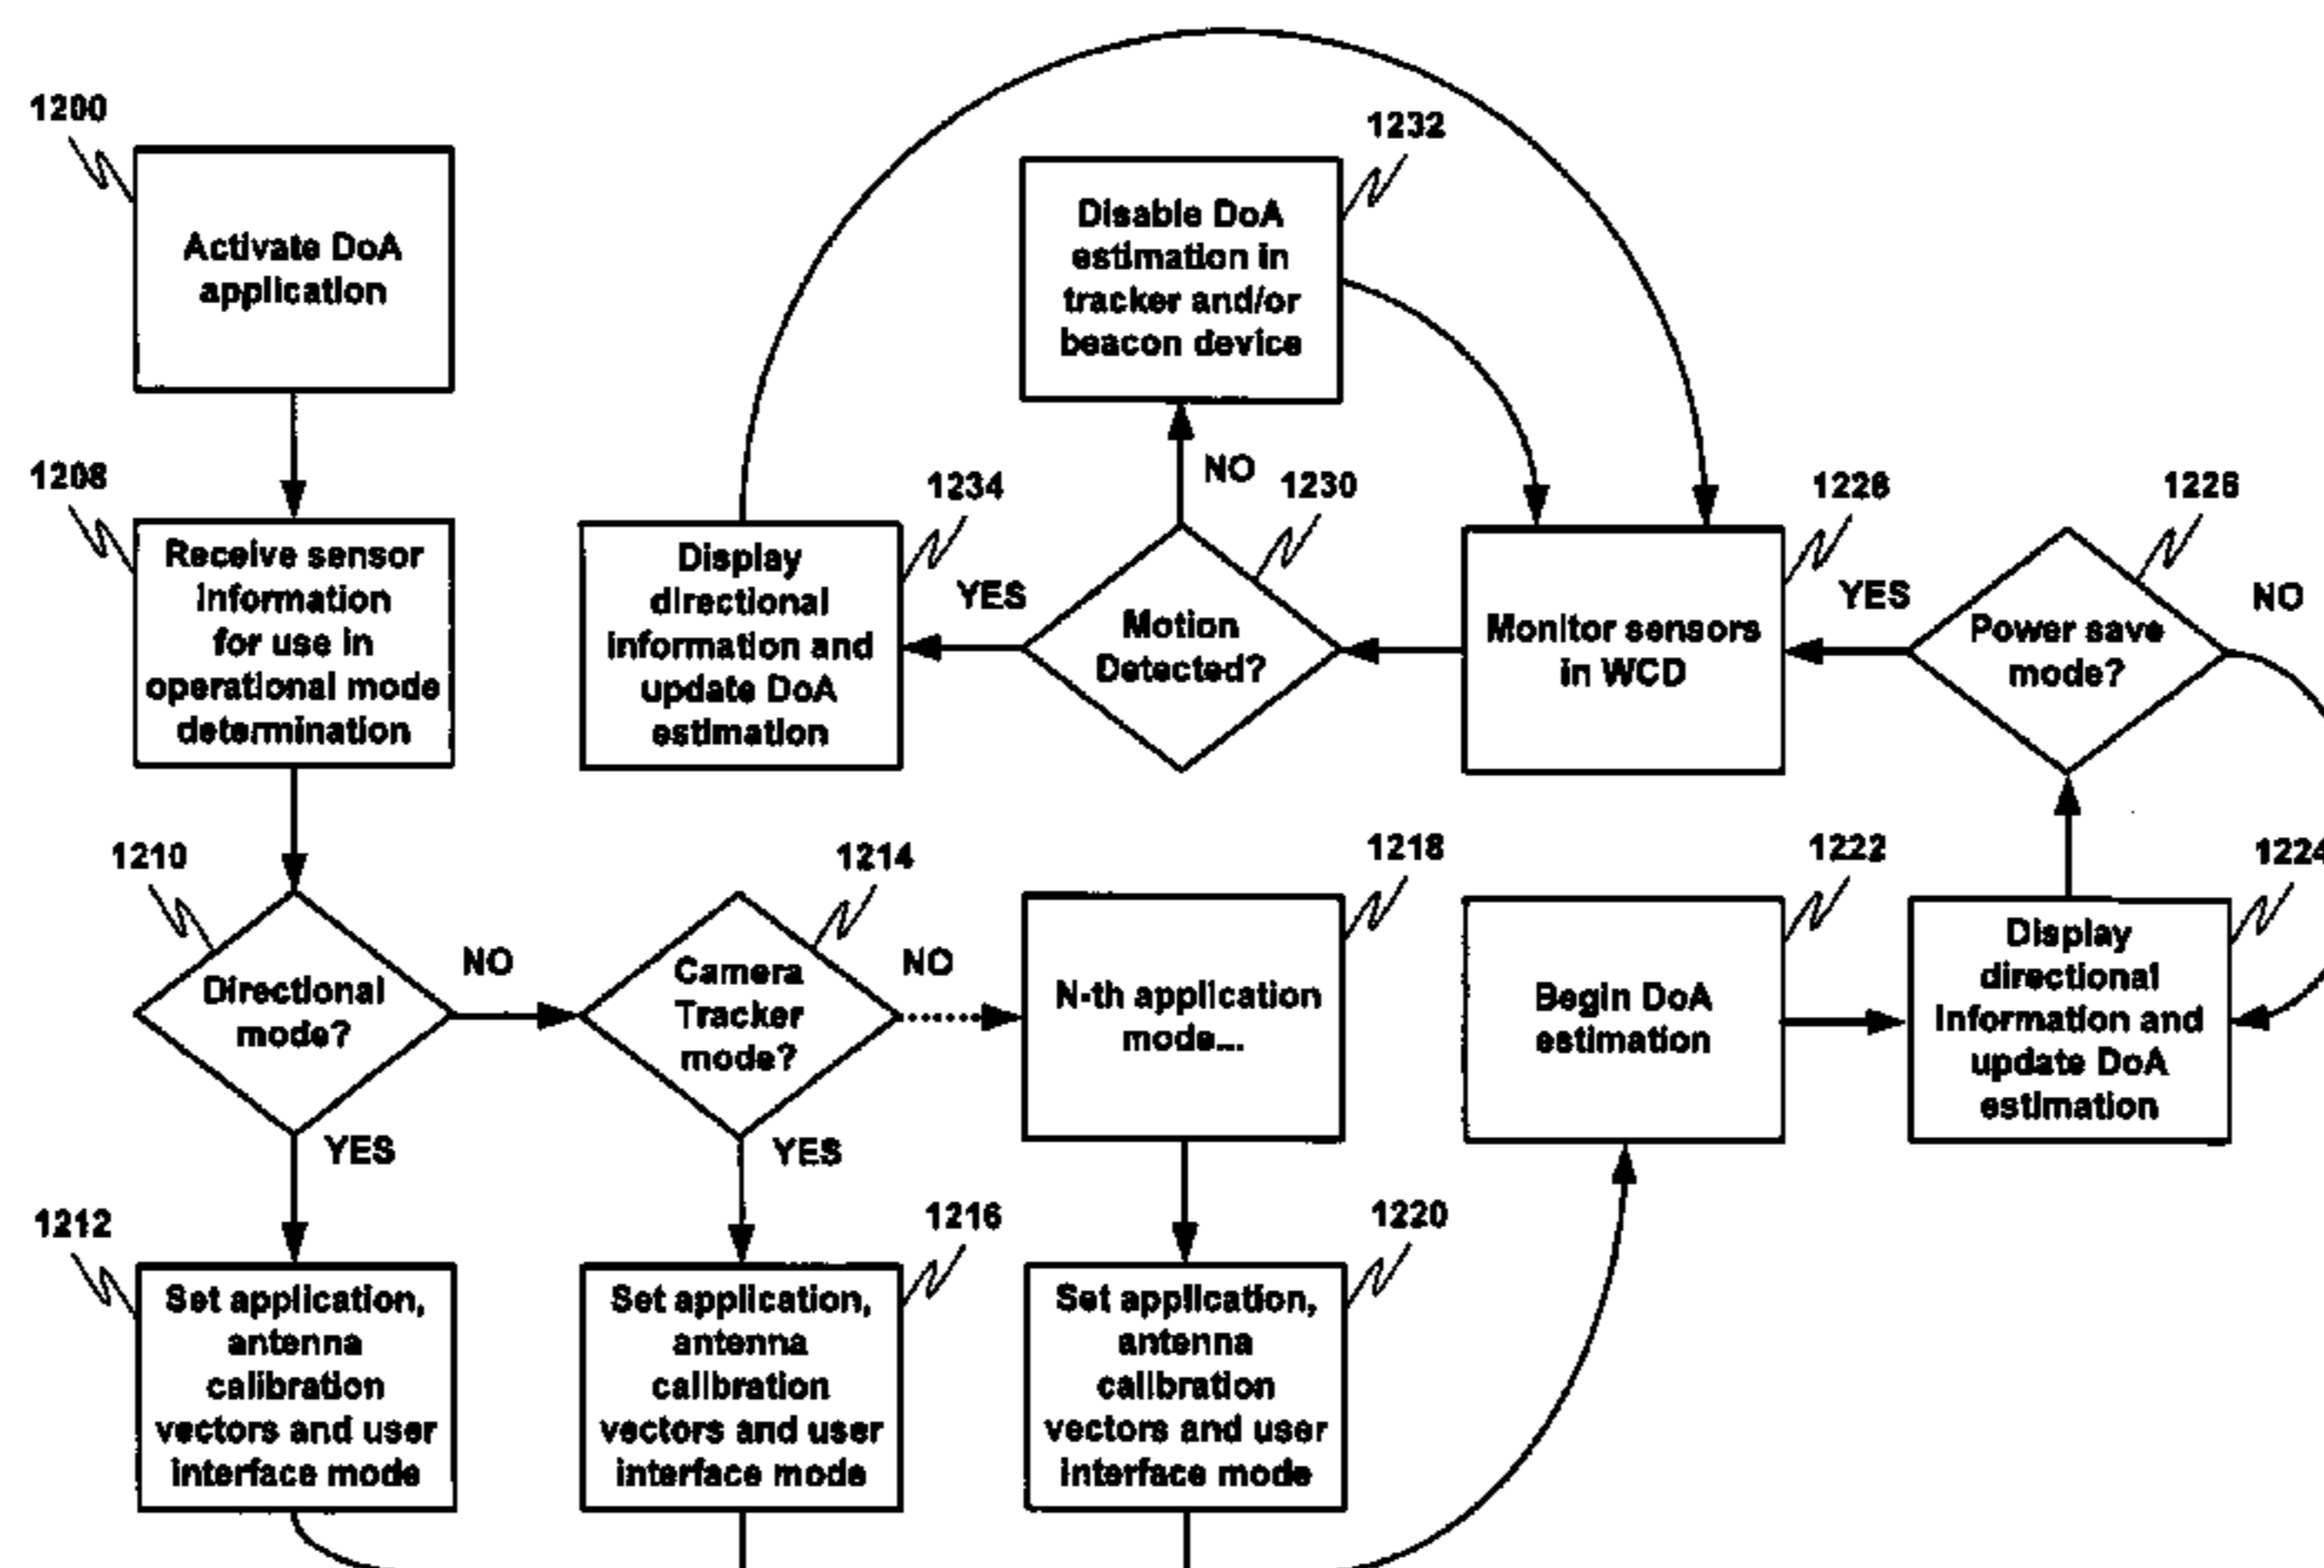 1200
Activate DoA
application
1208
Receive sensor
information
for use in
operational mode
determination
1210
Directional
mode?
NO
YES
1212
Set application,
antenna
calibration
vectors and user
interface mode
1214
Camera
Tracker
mode?
NO
YES
1216
Set application,
antenna
calibration
vectors and user
interface mode
1218
N-th application
mode...
1220
Set application,
antenna
calibration
vectors and user
interface mode
1222
Begin DoA
estimation
1224
Display
directional
information and
update DoA
estimation
1226
Power save
mode?
NO
YES
1228
Monitor sensors
in WCD
1230
Motion
Detected?
NO
YES
1232
Disable DoA
estimation in
tracker and/or
beacon device
1234
Display
directional
information and
update DoA
estimation